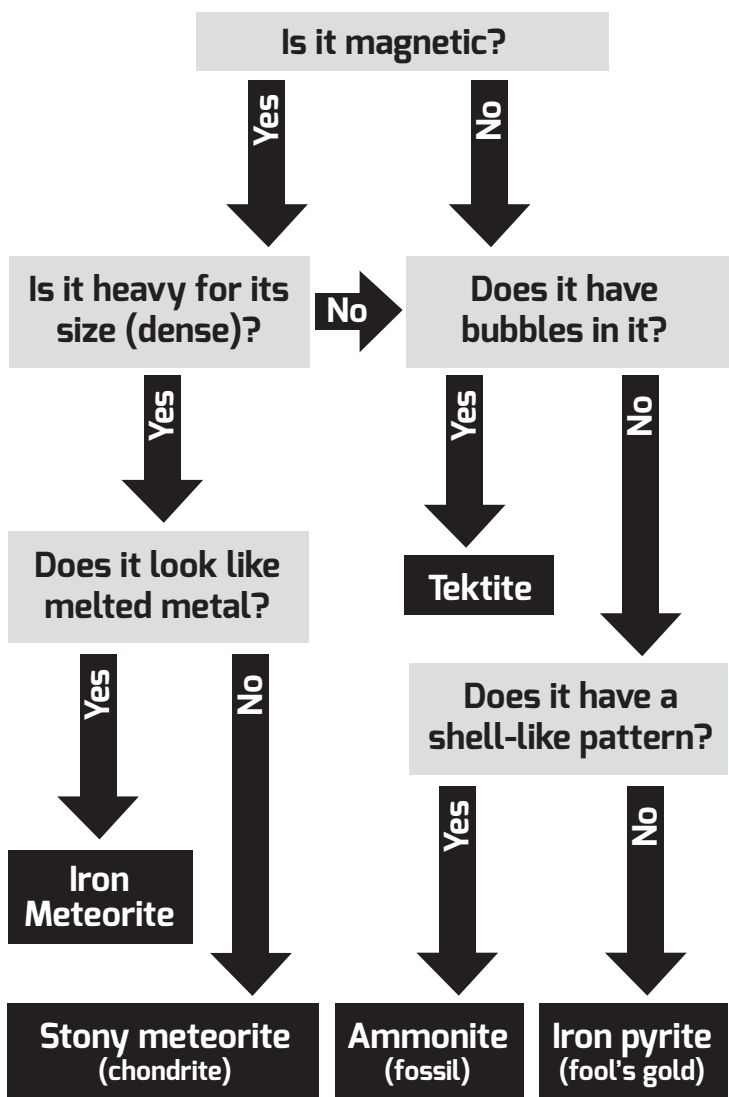 Is it magnetic?
Yes
No
Is it heavy for its
size (dense)?
No
Does it have
bubbles in it?
Yes
Yes
No
Does it look like
melted metal?
Tektite
Yes
No
Does it have a
shell-like pattern?
Yes
No
Iron
Meteorite
Stony meteorite
(chondrite)
Ammonite
(fossil)
Iron pyrite
(fool's gold)